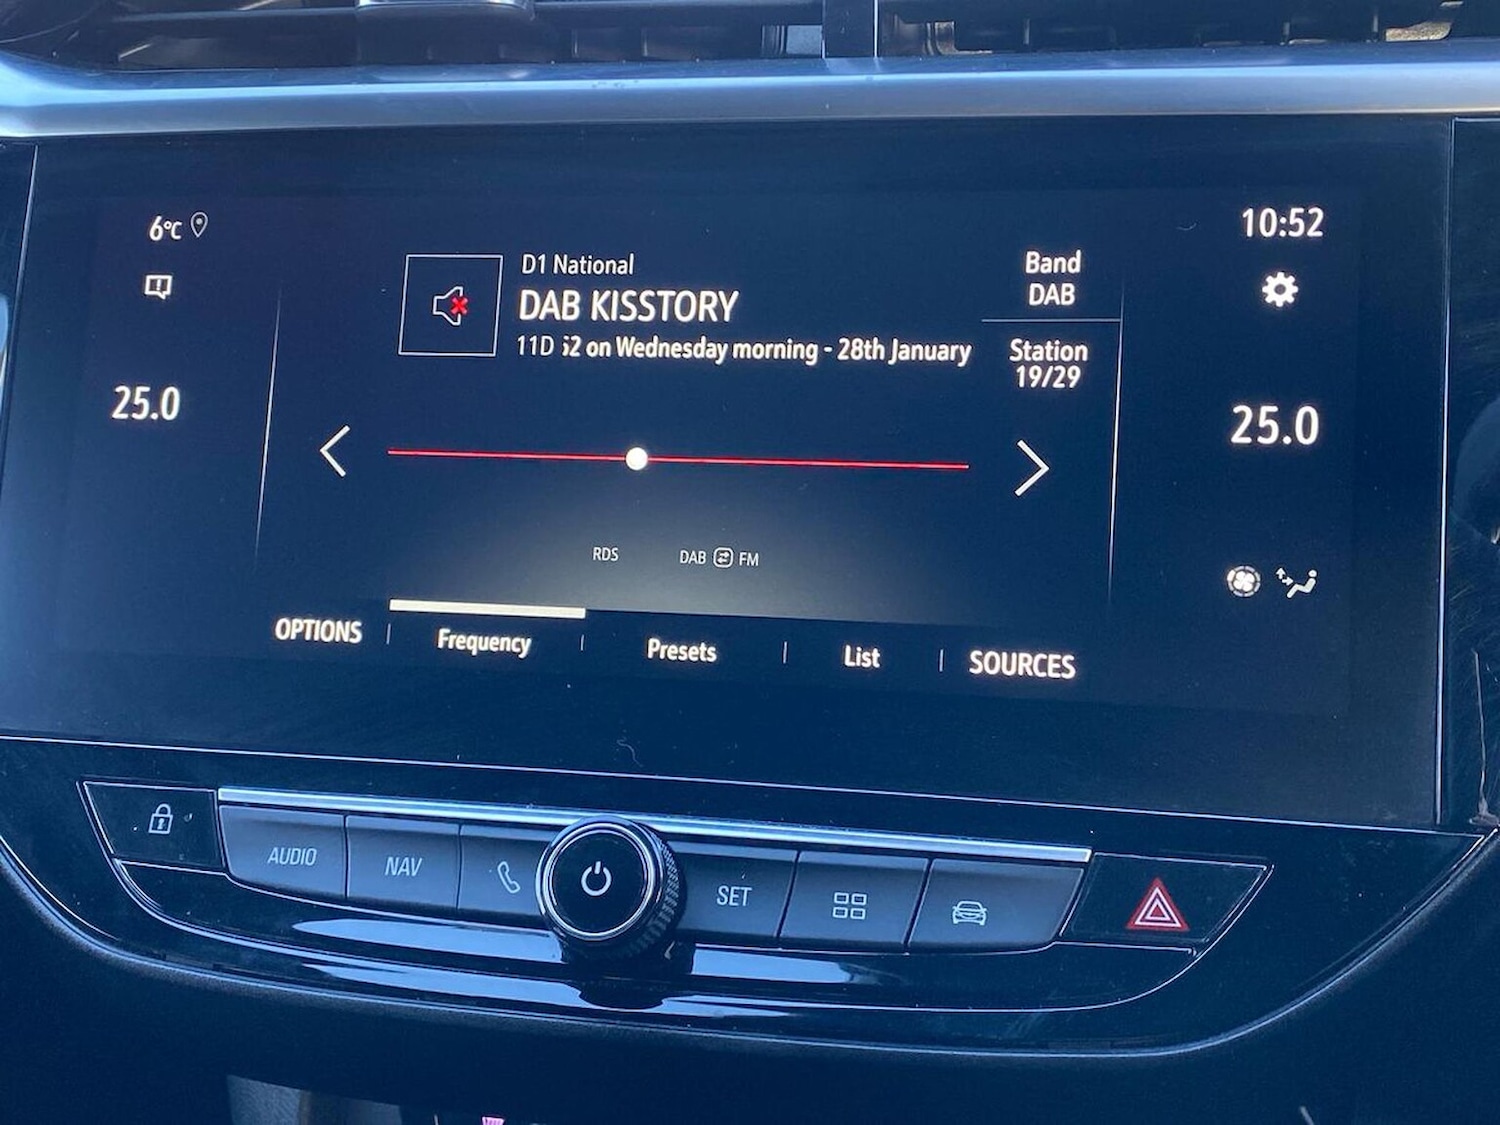 6°C
10:52
D1 National
DAB KISSTORY
11D 52 on Wednesday morning - 28th January
Band
DAB
Station
19/29
25.0
25.0
RDS
DAB FM
OPTIONS
Frequency
Presets
List
SOURCES
AUDIO
NAV
SET